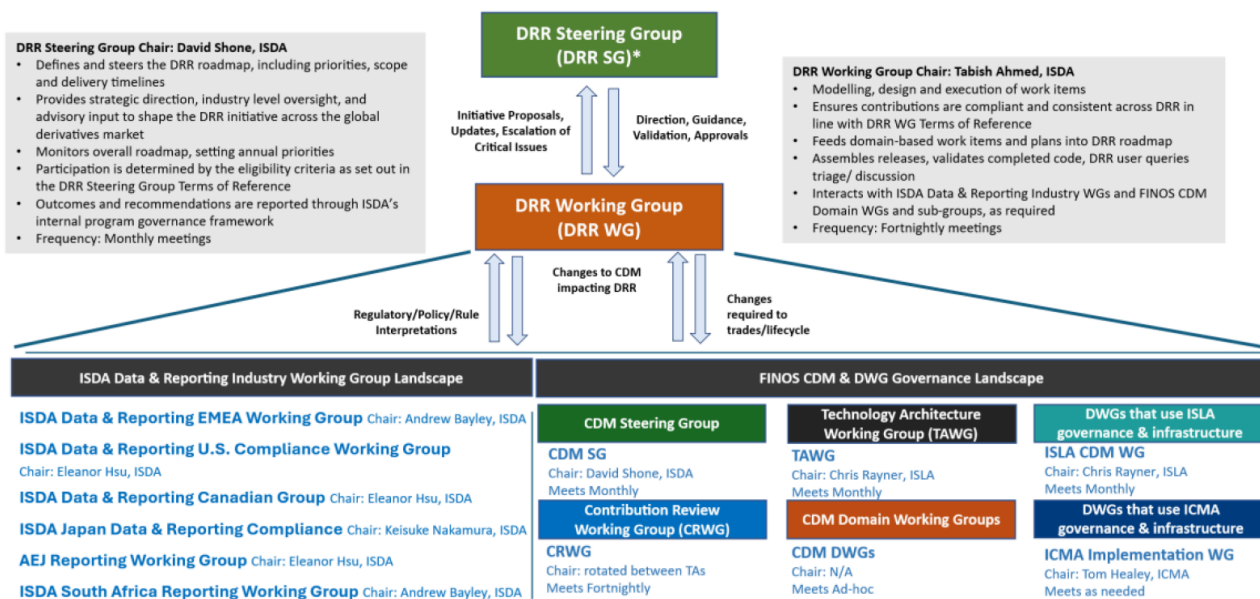 DRR Steering Group
(DRR SG)*
DRR Steering Group Chair: David Shone, ISDA
• Defines and steers the DRR roadmap, including priorities, scope
and delivery timelines
• Provides strategic direction, industry level oversight, and
advisory input to shape the DRR initiative across the global
derivatives market
• Monitors overall roadmap, setting annual priorities
• Participation is determined by the eligibility criteria as set out in
the DRR Steering Group Terms of Reference
• Outcomes and recommendations are reported through ISDA's
internal program governance framework
• Frequency: Monthly meetings
Initiative Proposals,
Updates, Escalation of
Critical Issues
Direction, Guidance,
Validation, Approvals
DRR Working Group Chair: Tabish Ahmed, ISDA
• Modelling, design and execution of work items
• Ensures contributions are compliant and consistent across DRR in
line with DRR WG Terms of Reference
• Feeds domain-based work items and plans into DRR roadmap
• Assembles releases, validates completed code, DRR user queries
triage/ discussion
• Interacts with ISDA Data & Reporting Industry WGs and FINOS CDM
Domain WGs and sub-groups, as required
• Frequency: Fortnightly meetings
DRR Working Group
(DRR WG)
Regulatory/Policy/Rule
Interpretations
Changes to CDM
impacting DRR
Changes
required to
trades/lifecycle
ISDA Data & Reporting Industry Working Group Landscape
ISDA Data & Reporting EMEA Working Group Chair: Andrew Bayley, ISDA
ISDA Data & Reporting U.S. Compliance Working Group
Chair: Eleanor Hsu, ISDA
ISDA Data & Reporting Canadian Group Chair: Eleanor Hsu, ISDA
ISDA Japan Data & Reporting Compliance Chair: Keisuke Nakamura, ISDA
AEJ Reporting Working Group Chair: Eleanor Hsu, ISDA
ISDA South Africa Reporting Working Group Chair: Andrew Bayley, ISDA
FINOS CDM & DWG Governance Landscape
CDM Steering Group
CDM SG
Chair: David Shone, ISDA
Meets Monthly
Technology Architecture
Working Group (TAWG)
TAWG
Chair: Chris Rayner, ISLA
Meets Monthly
DWGs that use ISLA
governance & infrastructure
ISLA CDM WG
Chair: Chris Rayner, ISLA
Meets Monthly
Contribution Review
Working Group (CRWG)
CRWG
Chair: rotated between TAs
Meets Fortnightly
CDM Domain Working Groups
CDM DWGs
Chair: N/A
Meets Ad-hoc
DWGs that use ICMA
governance & infrastructure
ICMA Implementation WG
Chair: Tom Healey, ICMA
Meets as needed